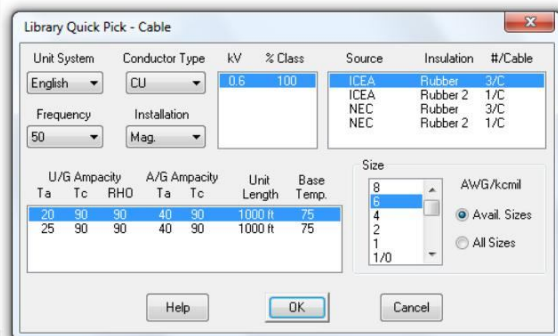 Library Quick Pick - Cable
Unit System Conductor Type kV % Class Source Insulation #/Cable
English CU 0.6 100 ICEA Rubber 3/C
ICEA Rubber 2 1/C
NEC Rubber 3/C
NEC Rubber 2 1/C
Frequency Installation
50 Mag.
U/G Ampacity A/G Ampacity Unit Base
Ta Tc RHO Ta Tc Length Temp.
20 90 90 40 90 1000 ft 75
25 90 90 40 90 1000 ft 75
Size
8
6
4
2
1
1/0
AWG/kcmil
Avail. Sizes
All Sizes
Help OK Cancel